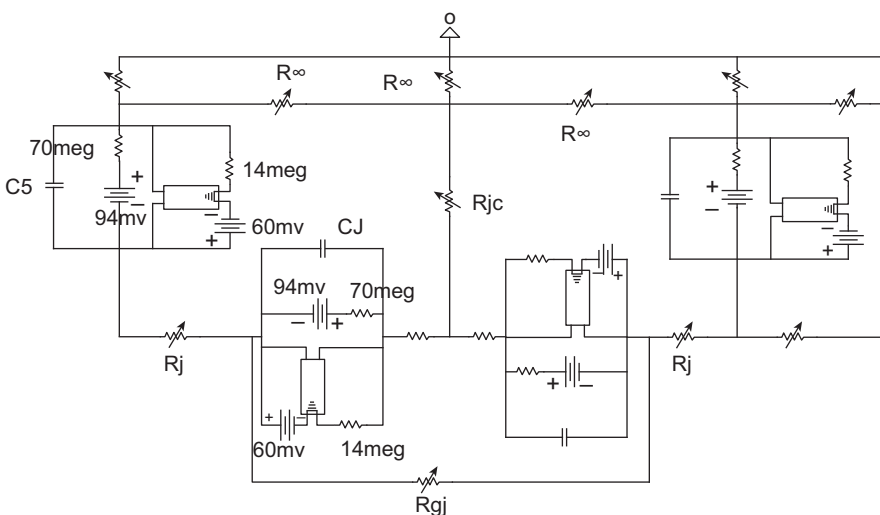 o
R∞
R∞
R∞
70meg
14meg
C5
94mv
60mv
Rjc
CJ
94mv
70meg
Rj
Rj
60mv
14meg
Rgj